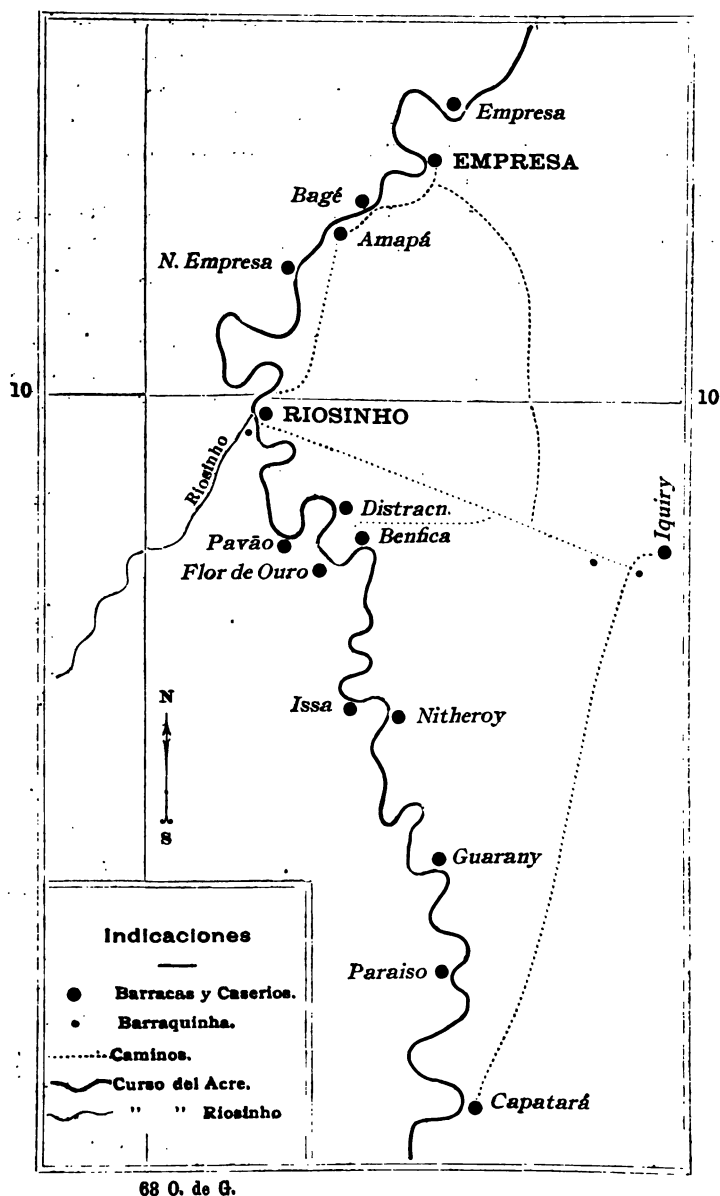 Empresa
EMPRESA
Bagé
Amapá
N. Empresa
10
10
RIOSINHO
Riosinho
Distracn.
Iquiry
Pavāo
Benfica
Flor de Ouro
N
Issa
Nitheroy
S
Guarany
Indicaciones
Paraiso
Barracas y Caserios.
Barraquinha.
Caminos.
Curso del Acre.
" " Riosinho
Capatará
68 O. de G.